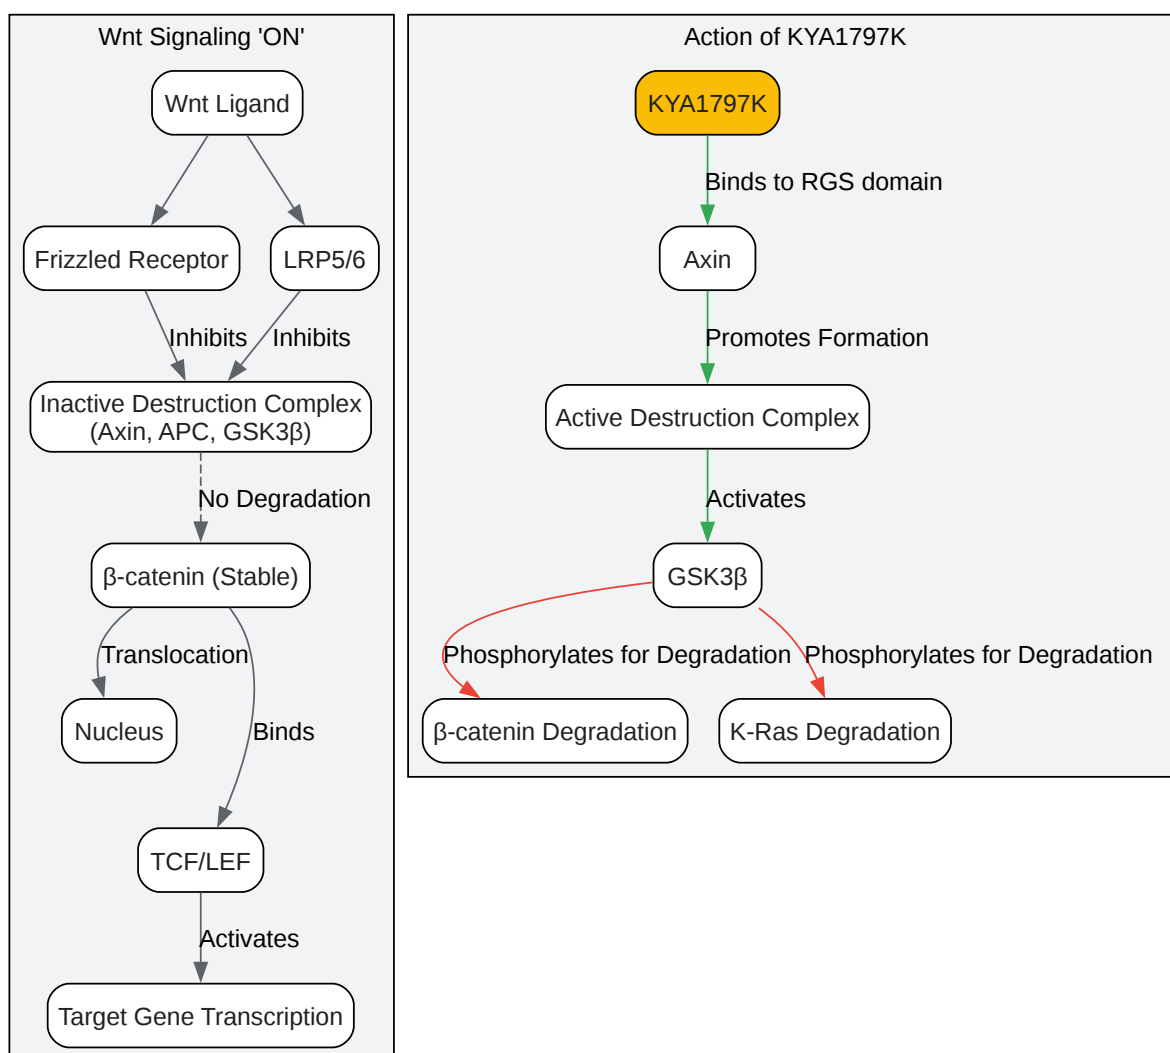 Wnt Signaling 'ON'
Wnt Ligand
Frizzled Receptor
LRP5/6
Inhibits
Inhibits
Inactive Destruction Complex
(Axin, APC, GSK3β)
No Degradation
β-catenin (Stable)
Translocation
Nucleus
Binds
TCF/LEF
Activates
Target Gene Transcription
Action of KYA1797K
KYA1797K
Binds to RGS domain
Axin
Promotes Formation
Active Destruction Complex
Activates
GSK3β
Phosphorylates for Degradation
Phosphorylates for Degradation
β-catenin Degradation
K-Ras Degradation